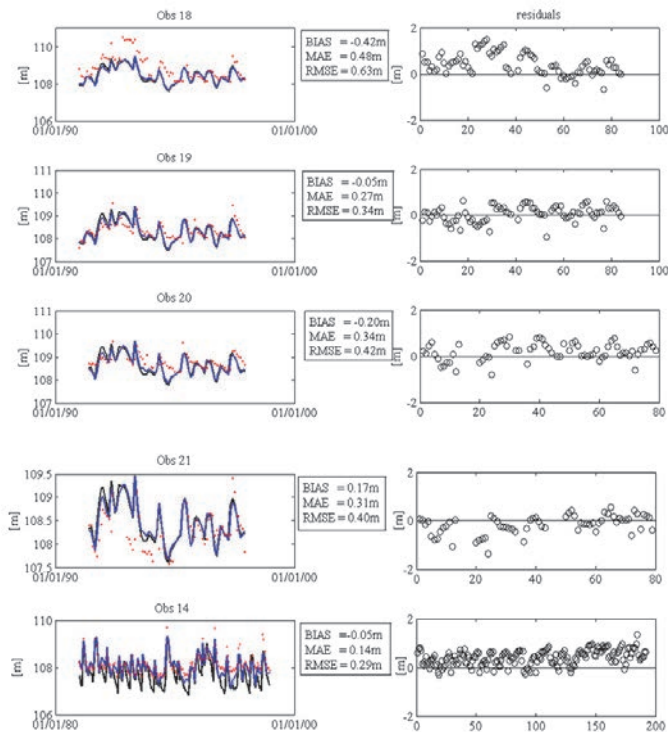 Obs 18
residuals
[m]
110
108
106
01/01/90
01/01/00
BIAS = -0.42m
MAE = 0.48m
RMSE = 0.63m
[m]
2
0
-2
0 20 40 60 80 100
Obs 19
[m]
111
110
109
108
107
01/01/90
01/01/00
BIAS = -0.05m
MAE = 0.27m
RMSE = 0.34m
[m]
2
0
-2
0 20 40 60 80 100
Obs 20
[m]
111
110
109
108
107
01/01/90
01/01/00
BIAS = -0.20m
MAE = 0.34m
RMSE = 0.42m
[m]
2
0
-2
0 20 40 60 80
Obs 21
[m]
109.5
109
108.5
108
107.5
01/01/90
01/01/00
BIAS = 0.17m
MAE = 0.31m
RMSE = 0.40m
[m]
2
0
-2
0 20 40 60 80
Obs 14
[m]
110
108
106
01/01/80
01/01/00
BIAS = -0.05m
MAE = 0.14m
RMSE = 0.29m
[m]
2
0
-2
0 50 100 150 200